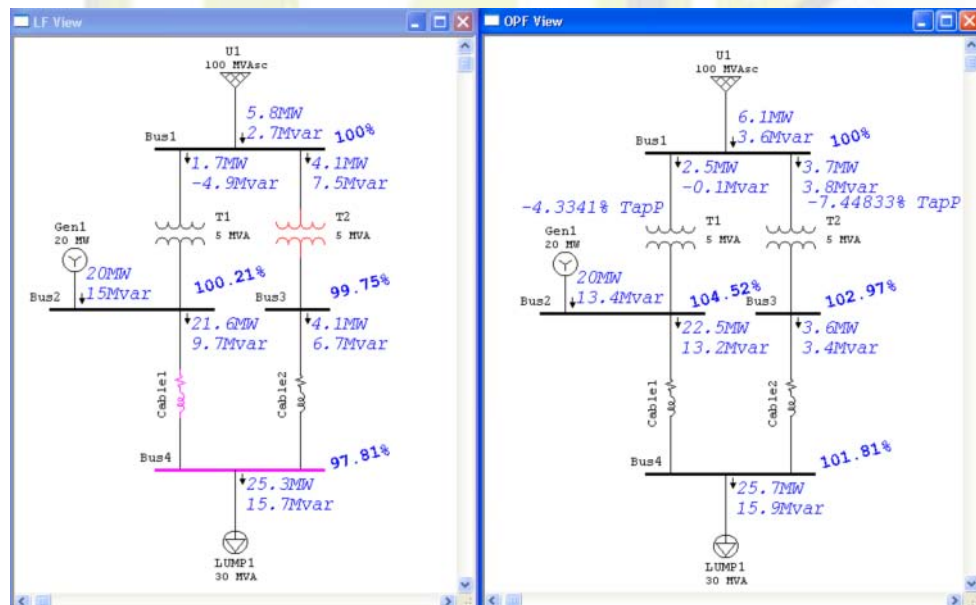 LF View
U1
100 MVAsc
5.8MW
2.7Mvar
100%
Bus1
1.7MW
-4.9Mvar
4.1MW
7.5Mvar
T1
5 MVA
T2
5 MVA
Gen1
20 MW
20MW
15Mvar
100.21%
Bus2
Bus3
99.75%
21.6MW
9.7Mvar
4.1MW
6.7Mvar
Cable1
Cable2
Bus4
97.81%
25.3MW
15.7Mvar
LUMP1
30 MVA
OPF View
U1
100 MVAsc
6.1MW
3.6Mvar
100%
Bus1
2.5MW
-0.1Mvar
3.7MW
3.8Mvar
-4.3341% TapP
-7.44833% TapP
T1
5 MVA
T2
5 MVA
Gen1
20 MW
20MW
13.4Mvar
104.52%
Bus2
Bus3
102.97%
22.5MW
13.2Mvar
3.6MW
3.4Mvar
Cable1
Cable2
Bus4
101.81%
25.7MW
15.9Mvar
LUMP1
30 MVA